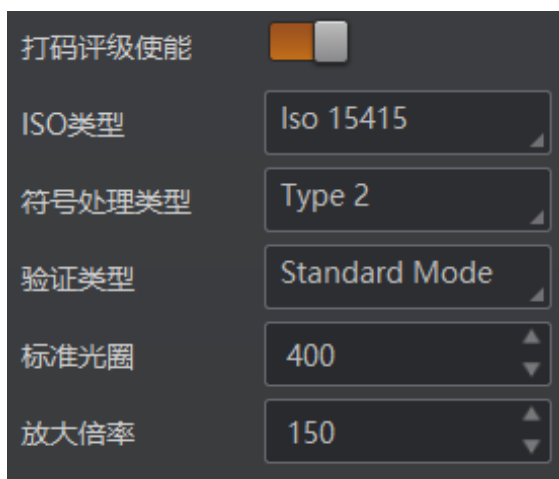 打码评级使能
ISO类型 Iso 15415
符号处理类型 Type 2
验证类型 Standard Mode
标准光圈 400
放大倍率 150